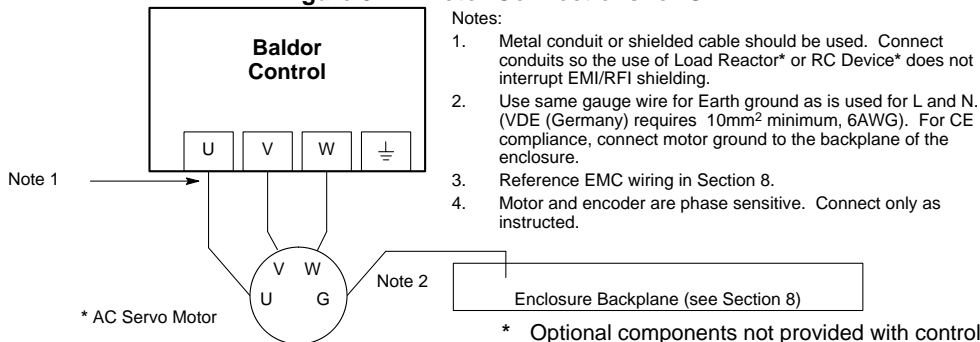 Notes:
Baldor
Control
U V W
Note 1
1. Metal conduit or shielded cable should be used. Connect
conduits so the use of Load Reactor* or RC Device* does not
interrupt EMI/RFI shielding.
2. Use same gauge wire for Earth ground as is used for L and N.
(VDE (Germany) requires 10mm² minimum, 6AWG). For CE
compliance, connect motor ground to the backplane of the
enclosure.
3. Reference EMC wiring in Section 8.
4. Motor and encoder are phase sensitive. Connect only as
instructed.
V W
U G
Note 2
* AC Servo Motor
Enclosure Backplane (see Section 8)
* Optional components not provided with control